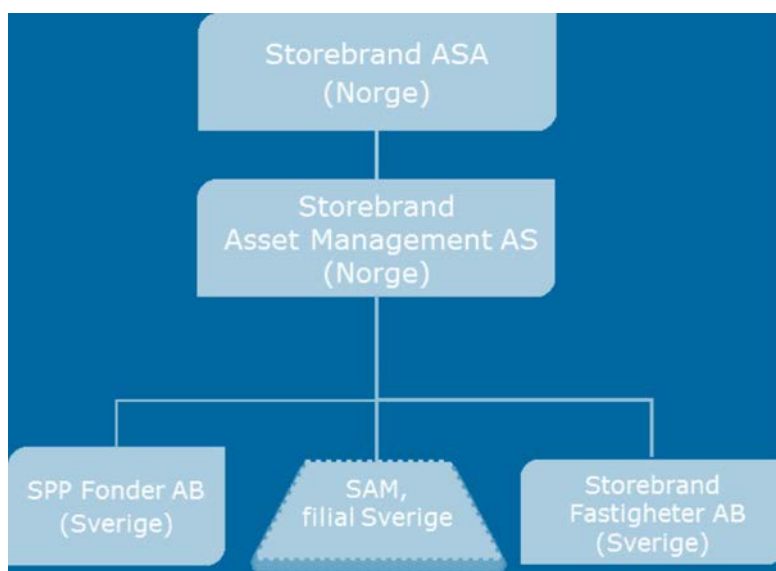 Storebrand ASA
(Norge)
Storebrand
Asset Management AS
(Norge)
SPP Fonder AB
(Sverige)
SAM,
filial Sverige
Storebrand
Fastigheter AB
(Sverige)